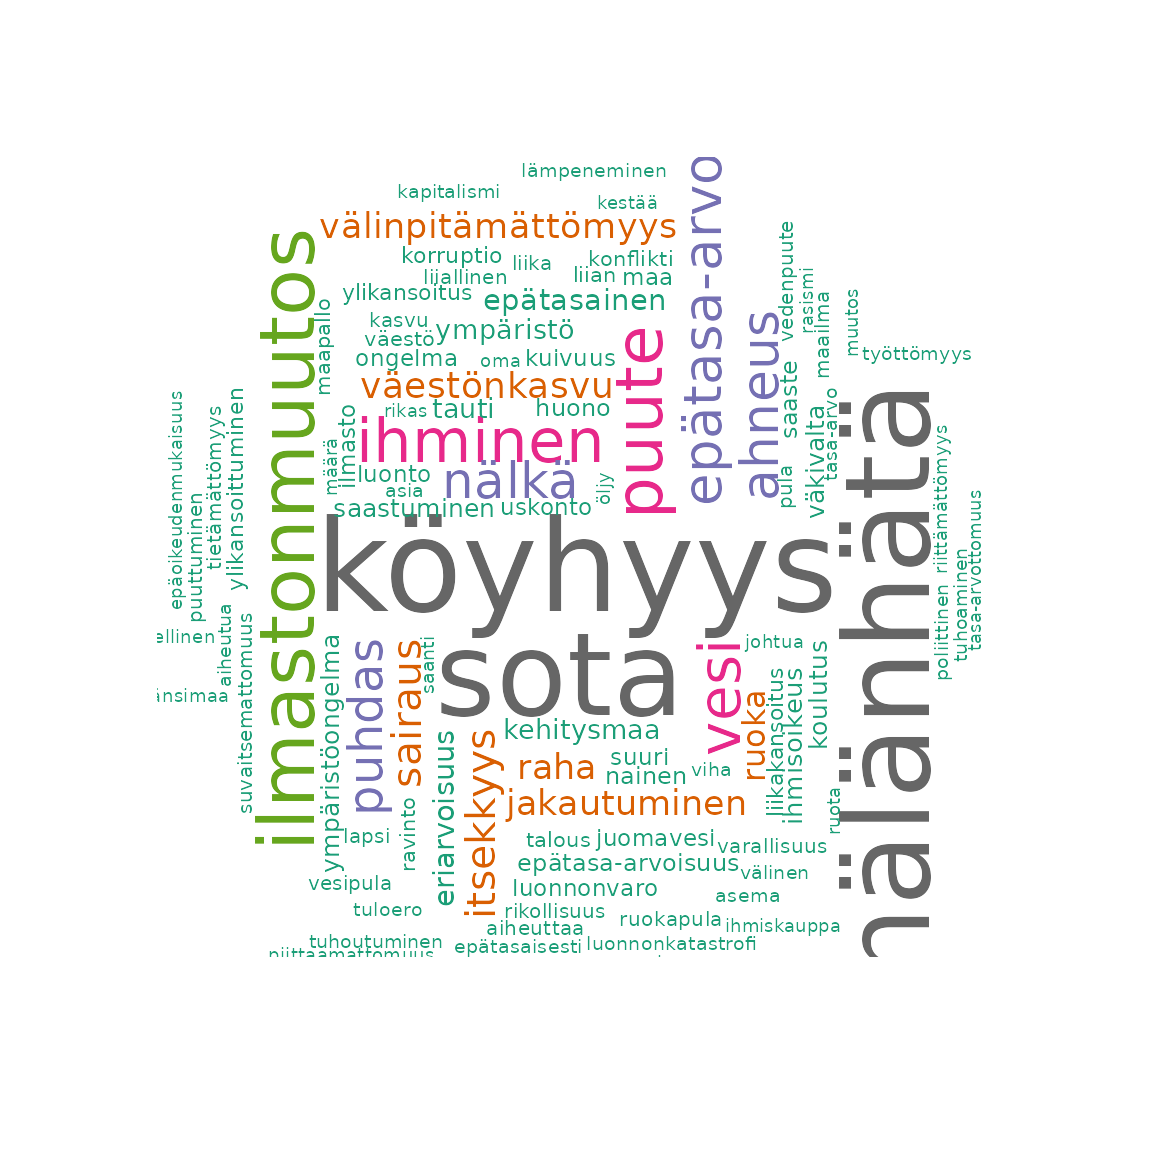 lämpeneminen
kapitalismi
kestää
välinpitämättömyys
korruptio
liika
konflikti
liiallinen
liian
maa
ylikansoitus
epätasainen
kasvu
ympäristö
väestö
ongelma
oma
kuivuus
väestönkasvu
rikas
tauti
huono
ihminen
luonto
nälkä
asia
saastuminen
uskonto
öljy
ilmasto
määrä
maapallo
ilmastonmuutos
puute
epätasa-arvo
ahneus
vedenpuute
rasismi
maailma
muutos
työttömyys
saaste
väkivalta
tasa-arvo
pula
epäoikeudenmukaisuus
puuttuminen
tietämättömyys
ylikansoittuminen
köyhyys
sota
nälänhätä
riittämättömyys
tasa-arvottomuus
tuhoaminen
poliittinen
ellinen
aiheutua
änsimaa
suvaitsemattomuus
ympäristöongelma
puhdas
sairaus
saanti
vesi
johtua
ruoka
liikakansoitus
ihmisoikeus
koulutus
kehitysmaa
suuri
raha
nainen
viha
jakautuminen
eriarvoisuus
itsekkyys
ravinto
lapsi
ruota
talous
juomavesi
varallisuus
epätasa-arvoisuus
välinen
vesipula
luonnonvaro
asema
tuloero
rikollisuus
ruokapula
ihmiskauppa
aiheuttaa
tuhoutuminen
epätasaisesti
luonnonkatastrofi
piittaamattomuus